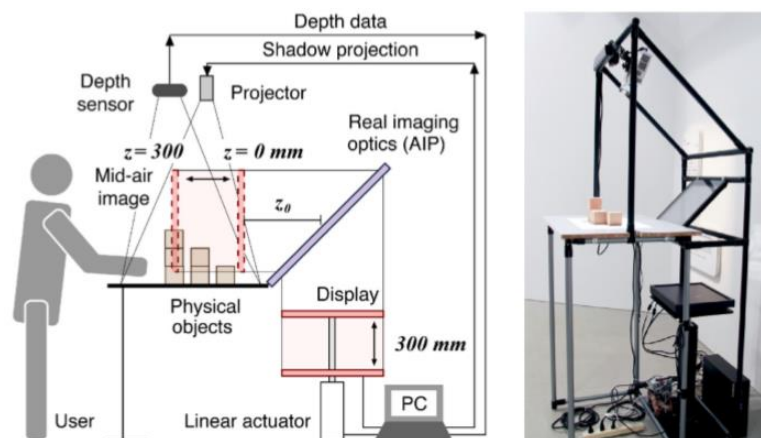 Depth data
Shadow projection
Depth
sensor
Projector
Real imaging
optics (AIP)
z= 300
z= 0 mm
Mid-air
image
z₀
Physical
objects
Display
300 mm
PC
User
Linear actuator